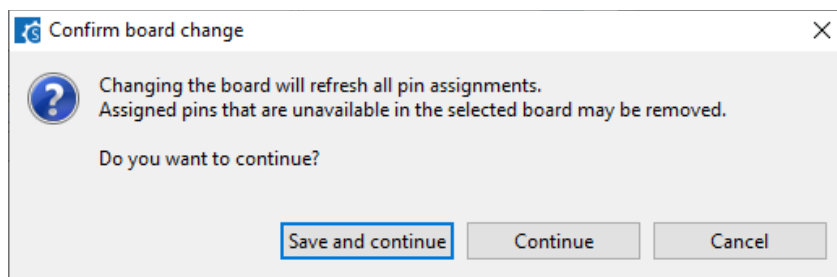 Confirm board change
Changing the board will refresh all pin assignments.
Assigned pins that are unavailable in the selected board may be removed.
Do you want to continue?
Save and continue
Continue
Cancel